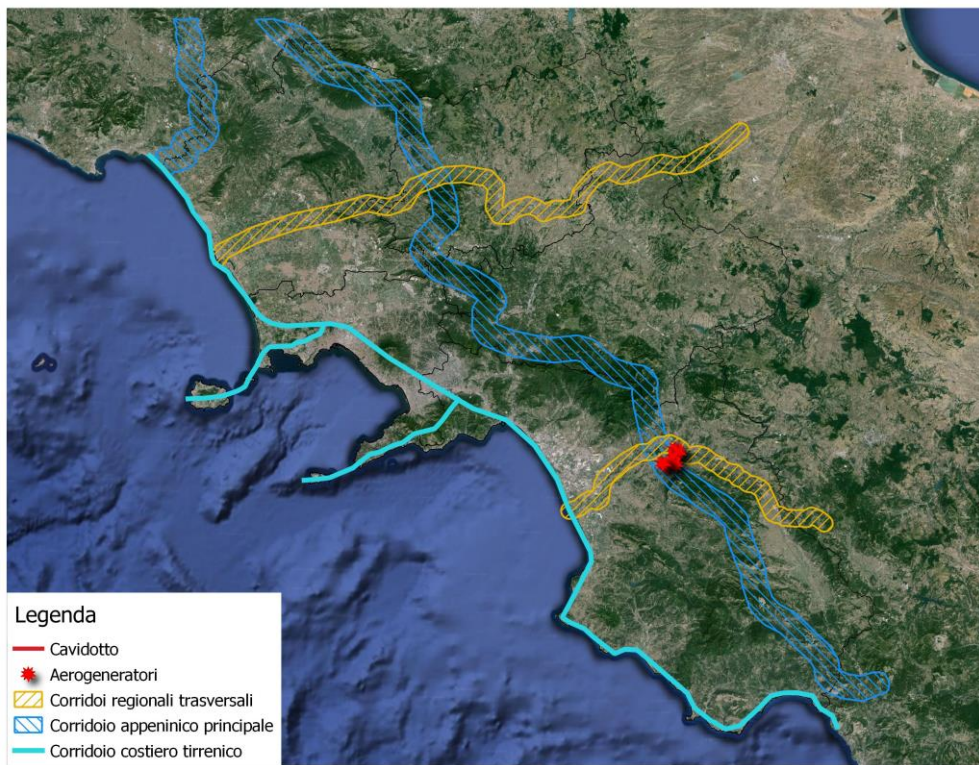 Legenda
Cavidotto
Aerogeneratori
Corridoi regionali trasversali
Corridoio appeninico principale
Corridoio costiero tirrenico